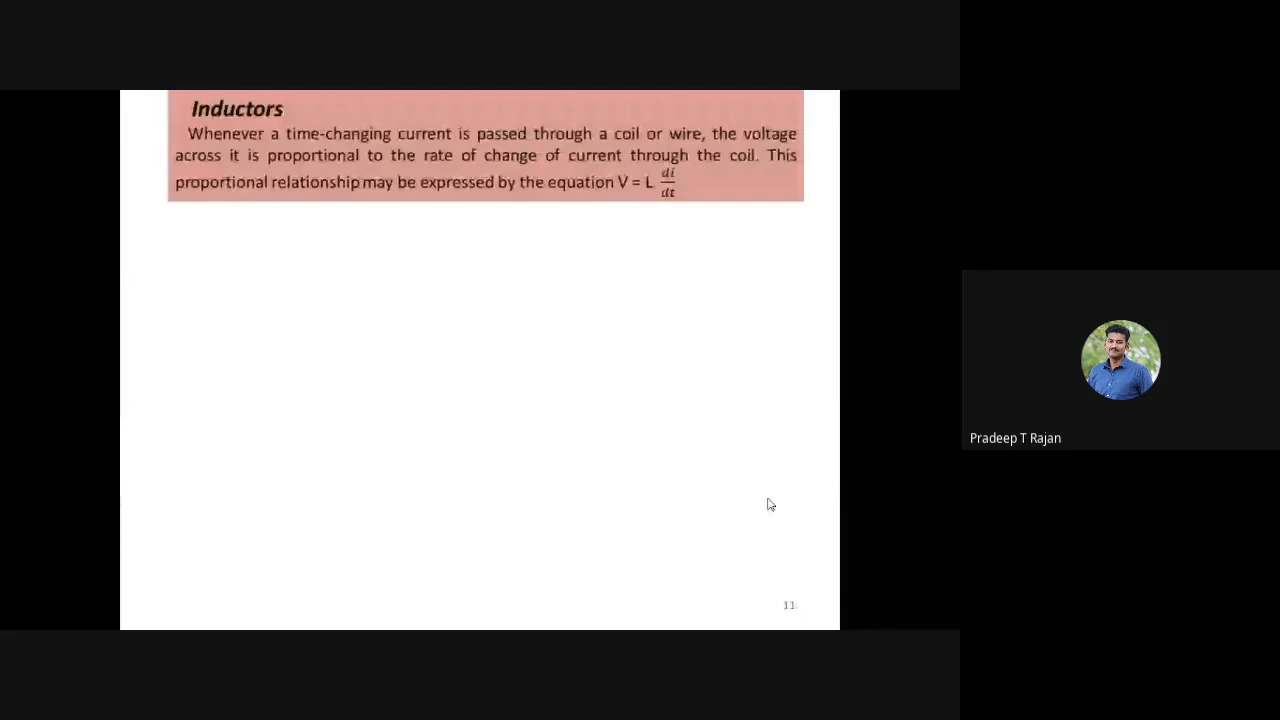 Inductors
Whenever a time-changing current is passed through a coil or wire, the voltage
across it is proportional to the rate of change of current through the coil. This
proportional relationship may be expressed by the equation V = L di/dt
Pradeep T Rajan
11